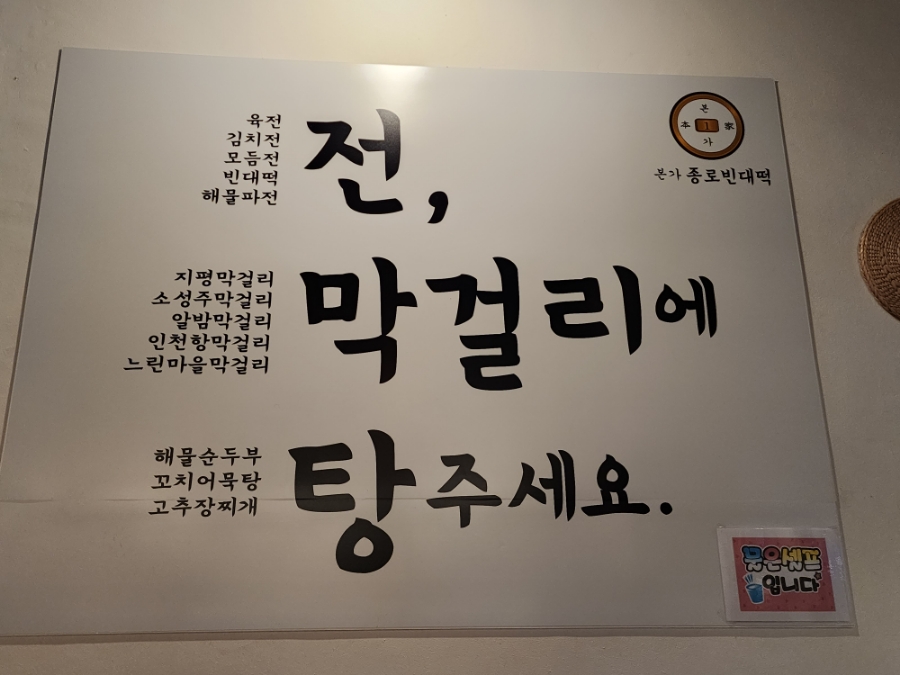 육전
김치전
모듬전
빈대떡
해물파전
전,
본
本 1 家
가
본가 종로빈대떡
지평막걸리
소성주막걸리
알밤막걸리
인천항막걸리
느린마을막걸리
막걸리에
해물순두부
꼬치어묵탕
고추장찌개
탕 주세요.
물은셀프
입니다